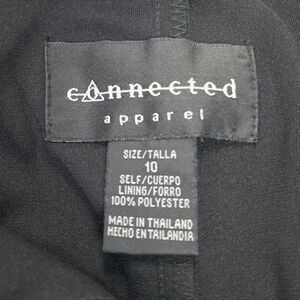 connected
apparel
SIZE/TALLA
10
SELF/CUERPO
LINING/FORRO
100% POLYESTER
MADE IN THAILAND
HECHO EN TAILANDIA